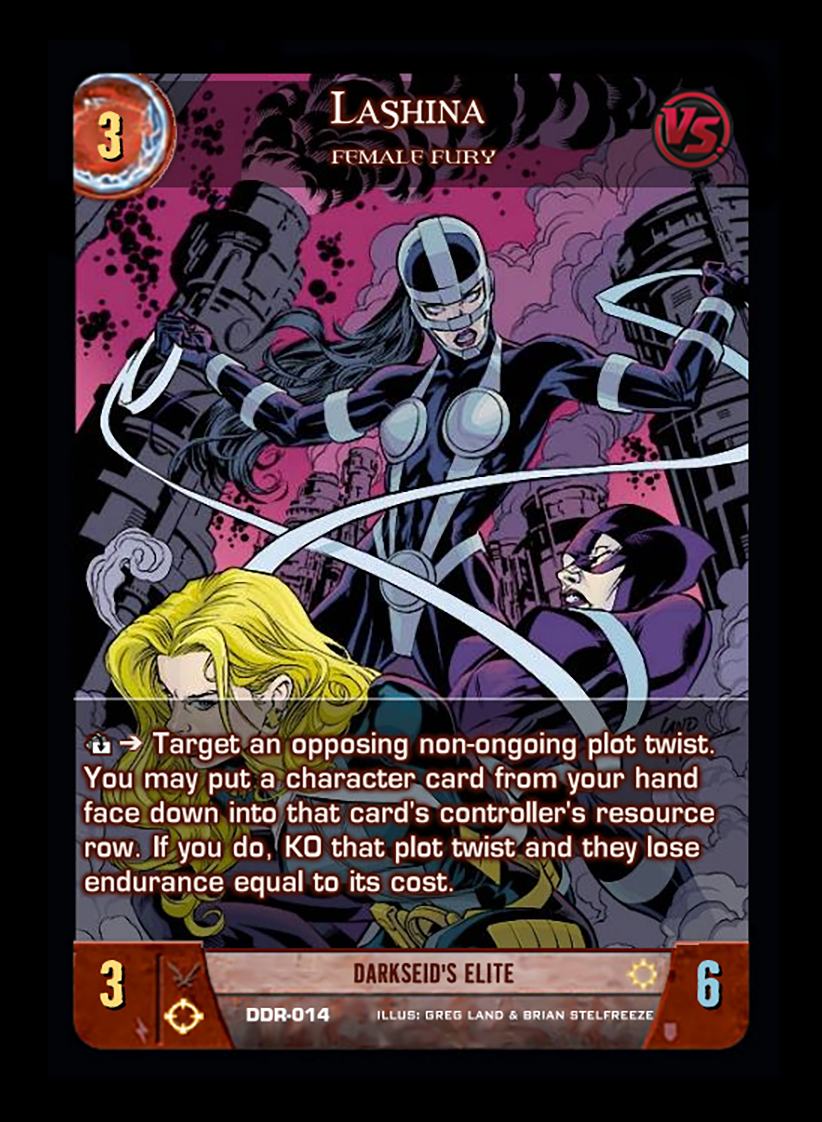 3
Lashina
VS.
FEMALE FURY
LAND
➔ Target an opposing non-ongoing plot twist.
You may put a character card from your hand
face down into that card's controller's resource
row. If you do, KO that plot twist and they lose
endurance equal to its cost.
3
DARKSEID'S ELITE
6
DDR-014
ILLUS: GREG LAND & BRIAN STELFREEZE